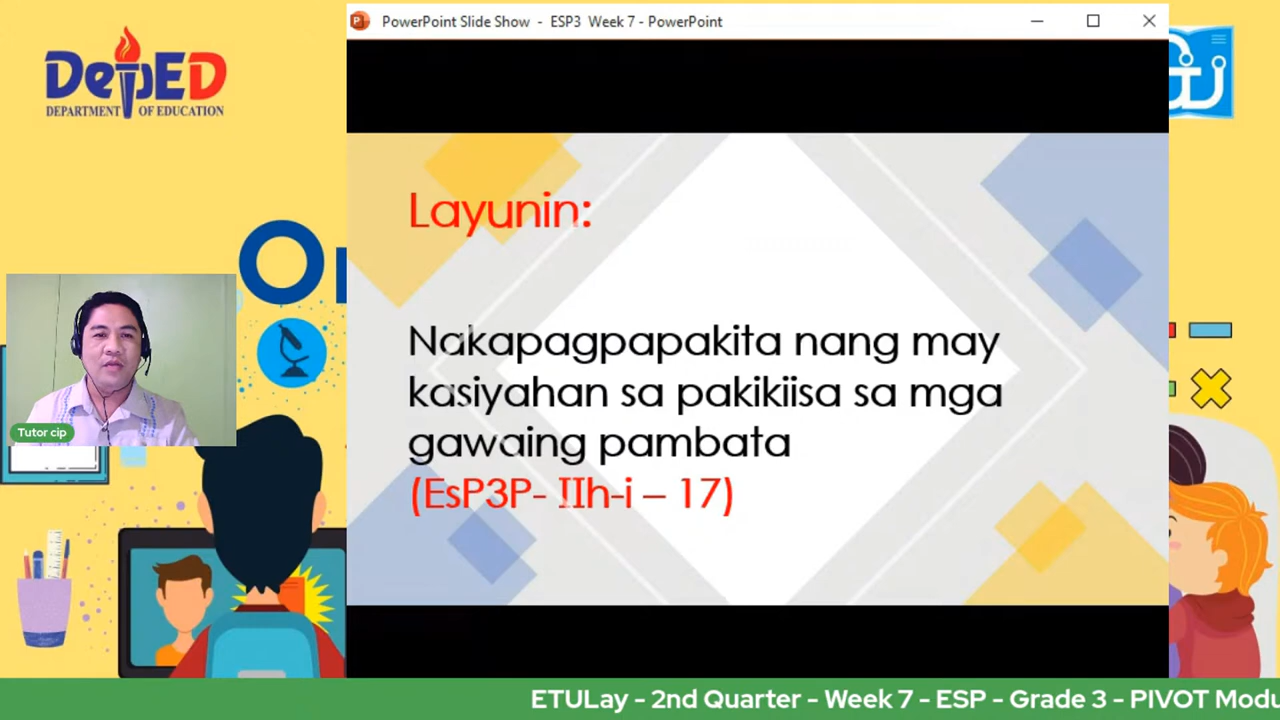 PowerPoint Slide Show - ESP3 Week 7 - PowerPoint
DepED
DEPARTMENT OF EDUCATION
Layunin:
Nakapagpapakita nang may
kasiyahan sa pakikiisa sa mga
gawaing pambata
(EsP3P- IIh-i – 17)
Tutor cip
ETULay - 2nd Quarter - Week 7 - ESP - Grade 3 - PIVOT Modu